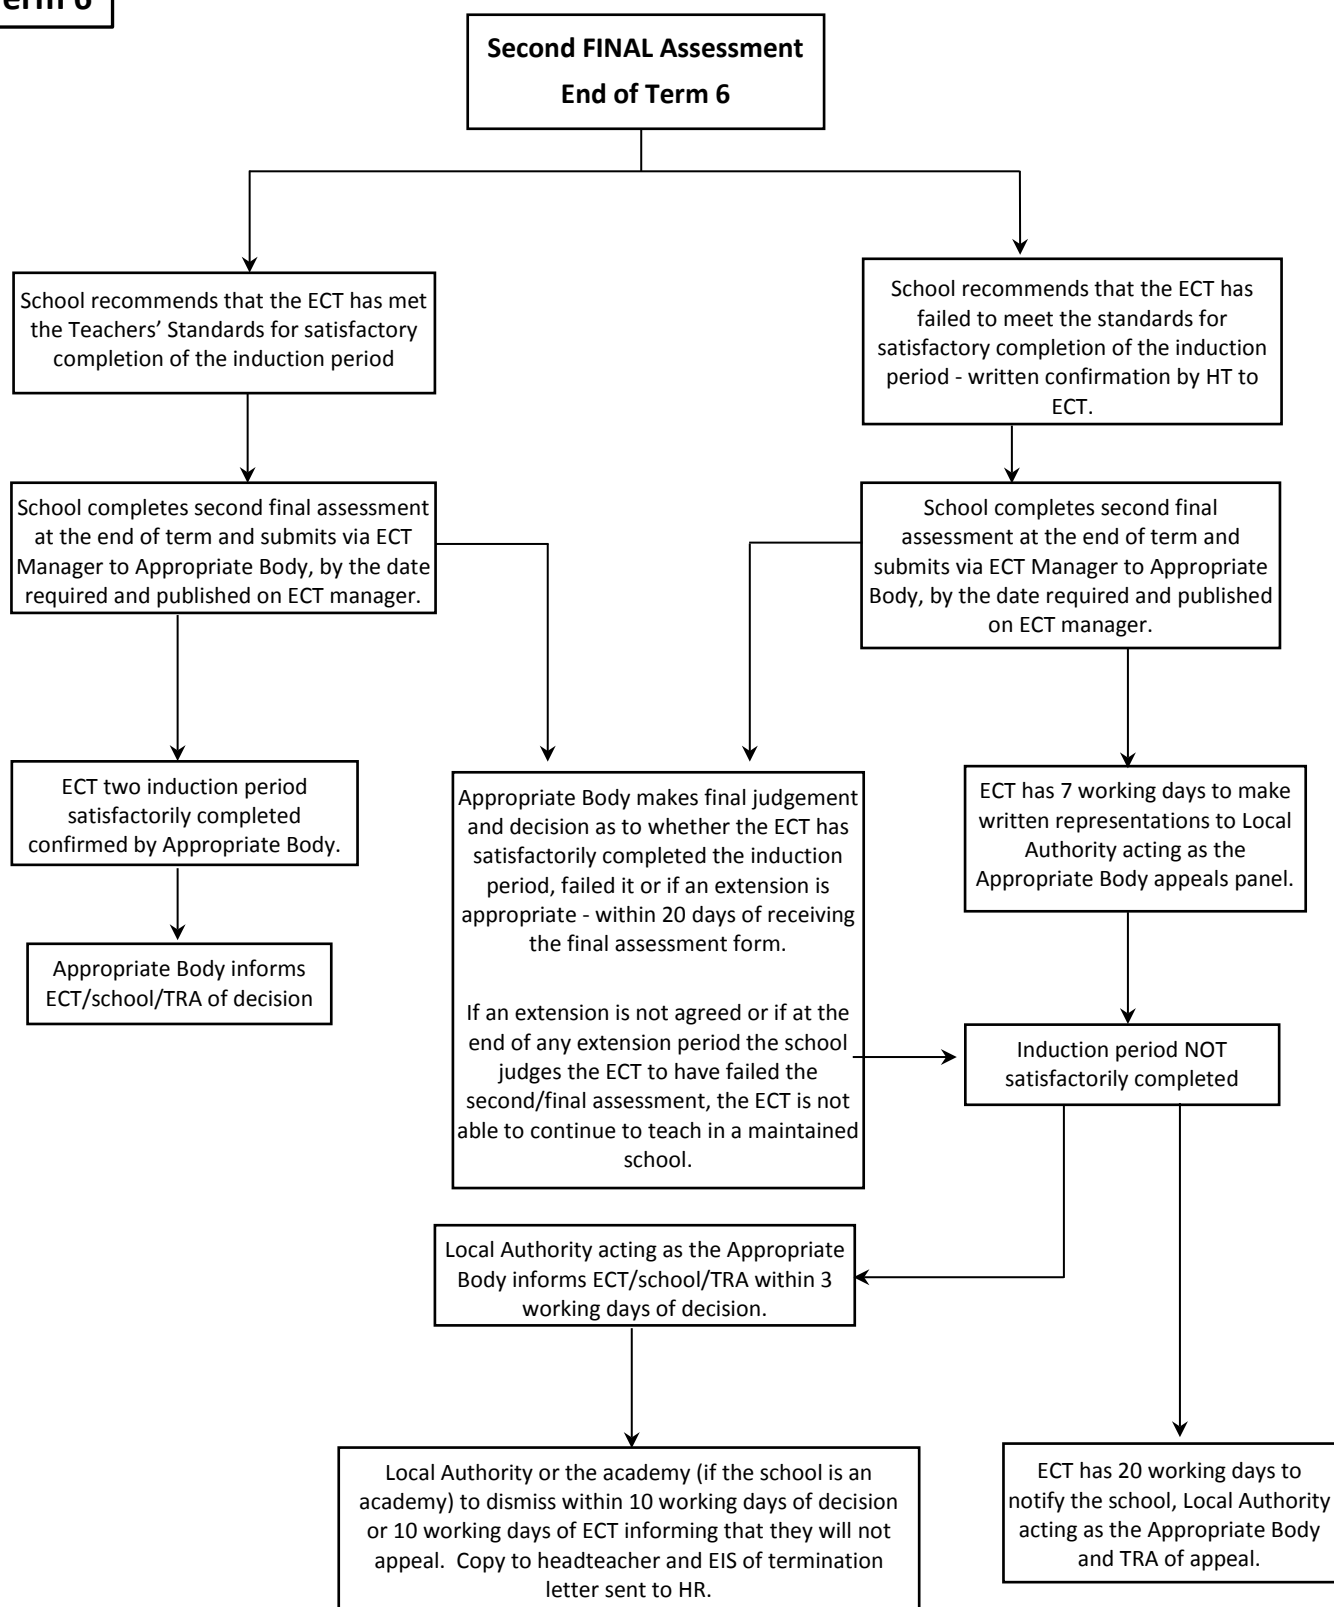 Term 6
Second FINAL Assessment
End of Term 6
School recommends that the ECT has met
the Teachers’ Standards for satisfactory
completion of the induction period
School recommends that the ECT has
failed to meet the standards for
satisfactory completion of the induction
period - written confirmation by HT to
ECT.
School completes second final assessment
at the end of term and submits via ECT
Manager to Appropriate Body, by the date
required and published on ECT manager.
School completes second final
assessment at the end of term and
submits via ECT Manager to Appropriate
Body, by the date required and published
on ECT manager.
ECT two induction period
satisfactorily completed
confirmed by Appropriate Body.
Appropriate Body makes final judgement
and decision as to whether the ECT has
satisfactorily completed the induction
period, failed it or if an extension is
appropriate - within 20 days of receiving
the final assessment form.
If an extension is not agreed or if at the
end of any extension period the school
judges the ECT to have failed the
second/final assessment, the ECT is not
able to continue to teach in a maintained
school.
ECT has 7 working days to make
written representations to Local
Authority acting as the
Appropriate Body appeals panel.
Appropriate Body informs
ECT/school/TRA of decision
Induction period NOT
satisfactorily completed
Local Authority acting as the Appropriate
Body informs ECT/school/TRA within 3
working days of decision.
Local Authority or the academy (if the school is an
academy) to dismiss within 10 working days of decision
or 10 working days of ECT informing that they will not
appeal.  Copy to headteacher and EIS of termination
letter sent to HR.
ECT has 20 working days to
notify the school, Local Authority
acting as the Appropriate Body
and TRA of appeal.